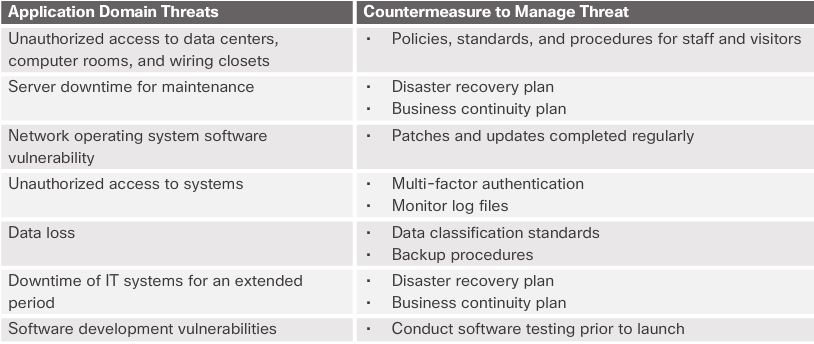 Application Domain Threats
Countermeasure to Manage Threat
Unauthorized access to data centers,
computer rooms, and wiring closets
· Policies, standards, and procedures for staff and visitors
Server downtime for maintenance
· Disaster recovery plan
· Business continuity plan
Network operating system software
vulnerability
· Patches and updates completed regularly
Unauthorized access to systems
· Multi-factor authentication
· Monitor log files
Data loss
· Data classification standards
· Backup procedures
Downtime of IT systems for an extended
period
· Disaster recovery plan
· Business continuity plan
Software development vulnerabilities
· Conduct software testing prior to launch